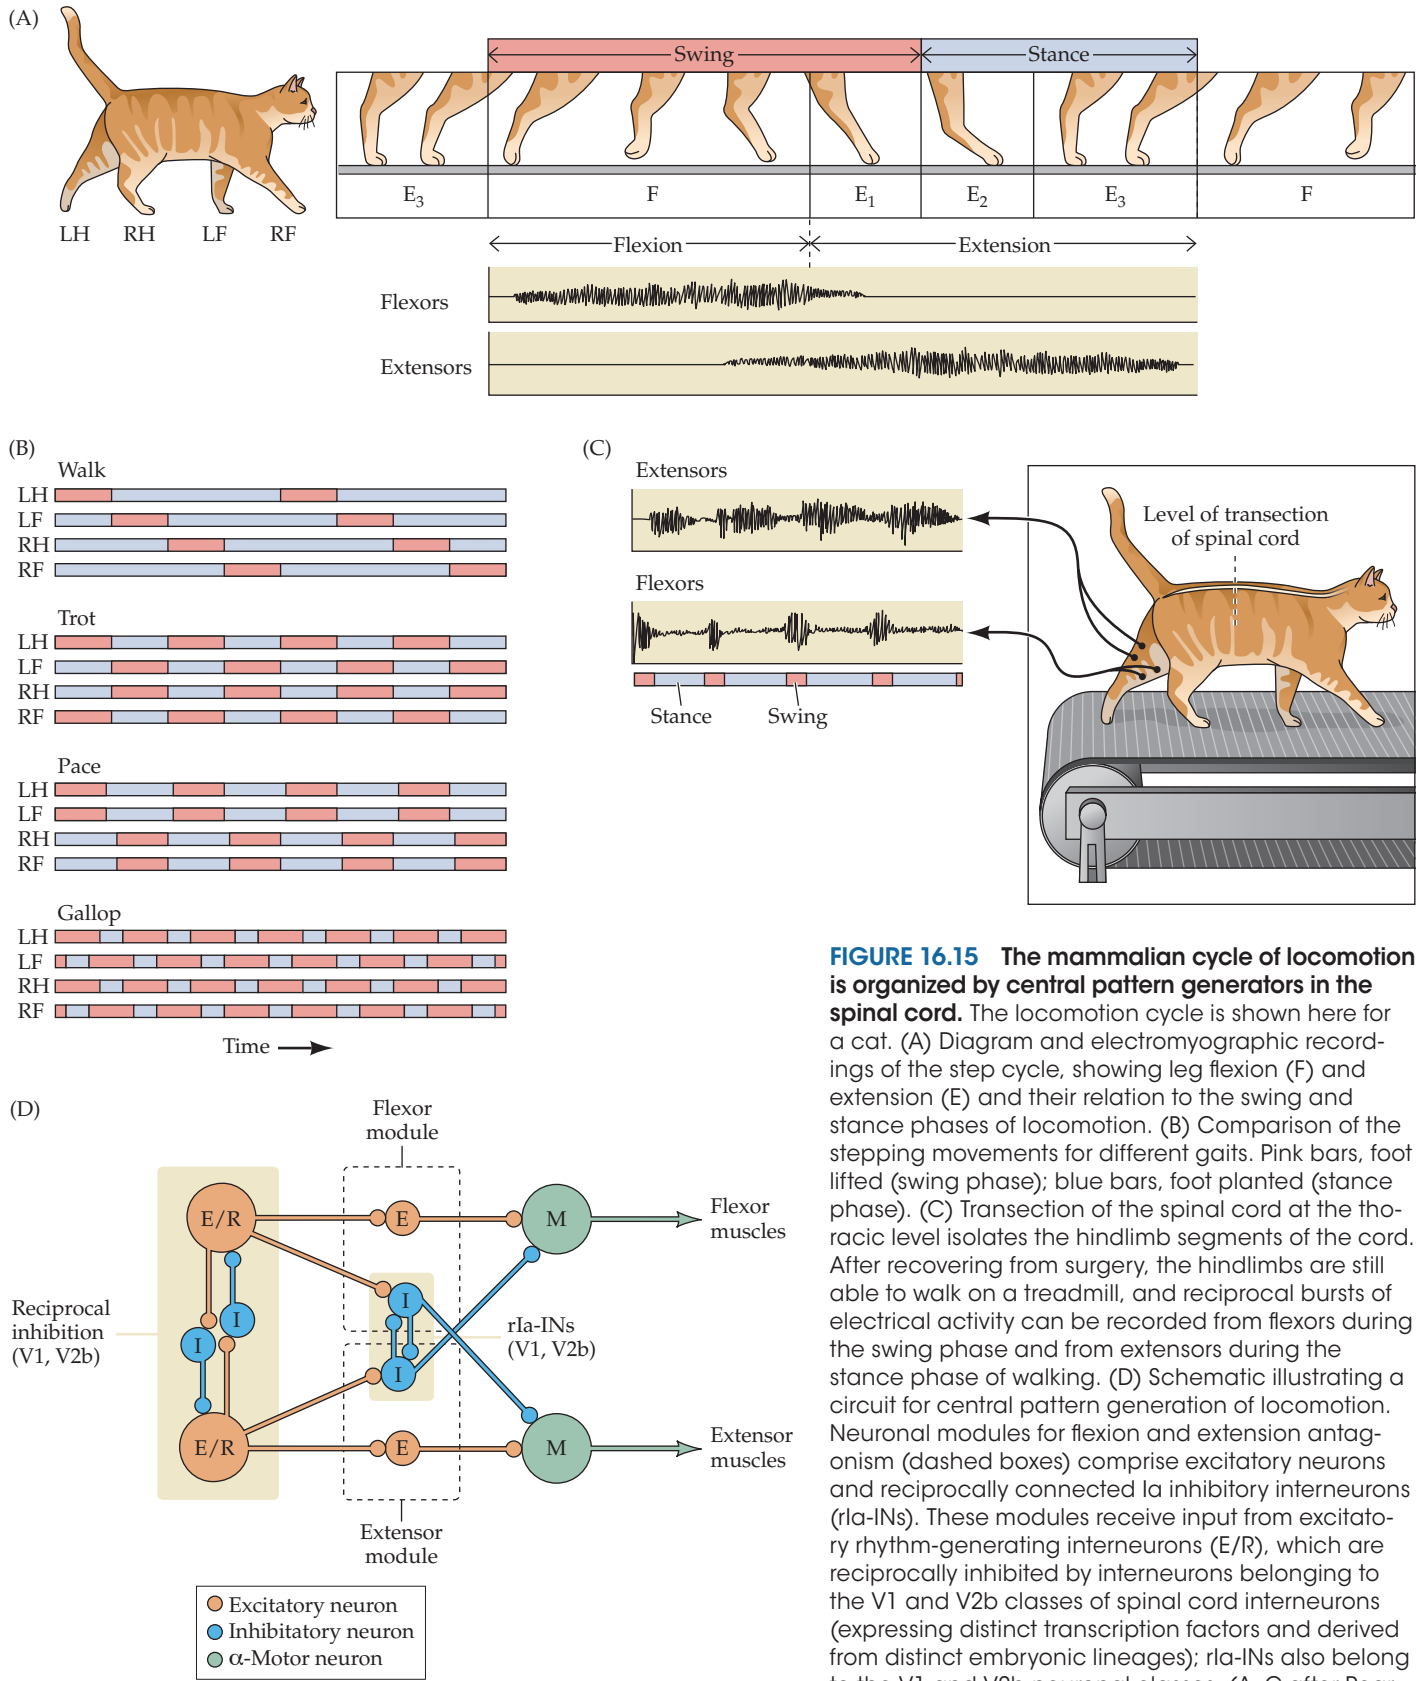 (A)
Swing
Stance
E3
F
E1
E2
E3
F
LH RH LF RF
Flexion
Extension
Flexors
Extensors
(B)
Walk
LH
LF
RH
RF
Trot
LH
LF
RH
RF
Pace
LH
LF
RH
RF
Gallop
LH
LF
RH
RF
Time
(C)
Extensors
Flexors
Stance
Swing
Level of transection
of spinal cord
(D)
Flexor
module
E/R
E
M
Flexor
muscles
Reciprocal
inhibition
(V1, V2b)
I
I
I
I
rIa-INs
(V1, V2b)
E/R
E
M
Extensor
muscles
Extensor
module
Excitatory neuron
Inhibitatory neuron
α-Motor neuron
FIGURE 16.15 The mammalian cycle of locomotion
is organized by central pattern generators in the
spinal cord. The locomotion cycle is shown here for
a cat. (A) Diagram and electromyographic record-
ings of the step cycle, showing leg flexion (F) and
extension (E) and their relation to the swing and
stance phases of locomotion. (B) Comparison of the
stepping movements for different gaits. Pink bars, foot
lifted (swing phase); blue bars, foot planted (stance
phase). (C) Transection of the spinal cord at the tho-
racic level isolates the hindlimb segments of the cord.
After recovering from surgery, the hindlimbs are still
able to walk on a treadmill, and reciprocal bursts of
electrical activity can be recorded from flexors during
the swing phase and from extensors during the
stance phase of walking. (D) Schematic illustrating a
circuit for central pattern generation of locomotion.
Neuronal modules for flexion and extension antag-
onism (dashed boxes) comprise excitatory neurons
and reciprocally connected Ia inhibitory interneurons
(rIa-INs). These modules receive input from excitato-
ry rhythm-generating interneurons (E/R), which are
reciprocally inhibited by interneurons belonging to
the V1 and V2b classes of spinal cord interneurons
(expressing distinct transcription factors and derived
from distinct embryonic lineages); rIa-INs also belong
to the V1 and V2b neuronal classes. (A–C after Pear